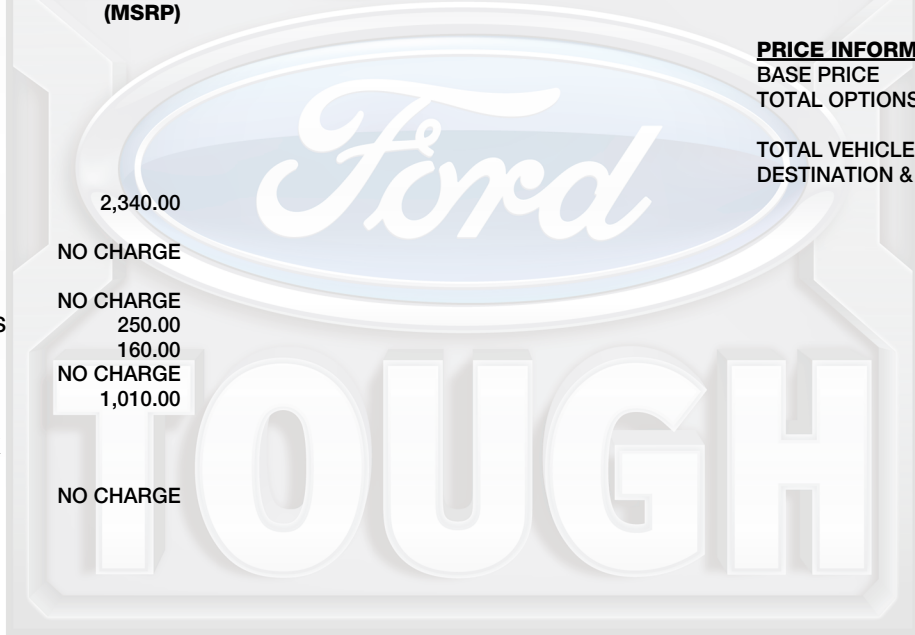 (MSRP)
2,340.00
NO CHARGE
NO CHARGE
S 250.00
160.00
NO CHARGE
1,010.00
NO CHARGE
PRICE INFORM
BASE PRICE
TOTAL OPTIONS
TOTAL VEHICLE
DESTINATION &
Ford
TOUGH